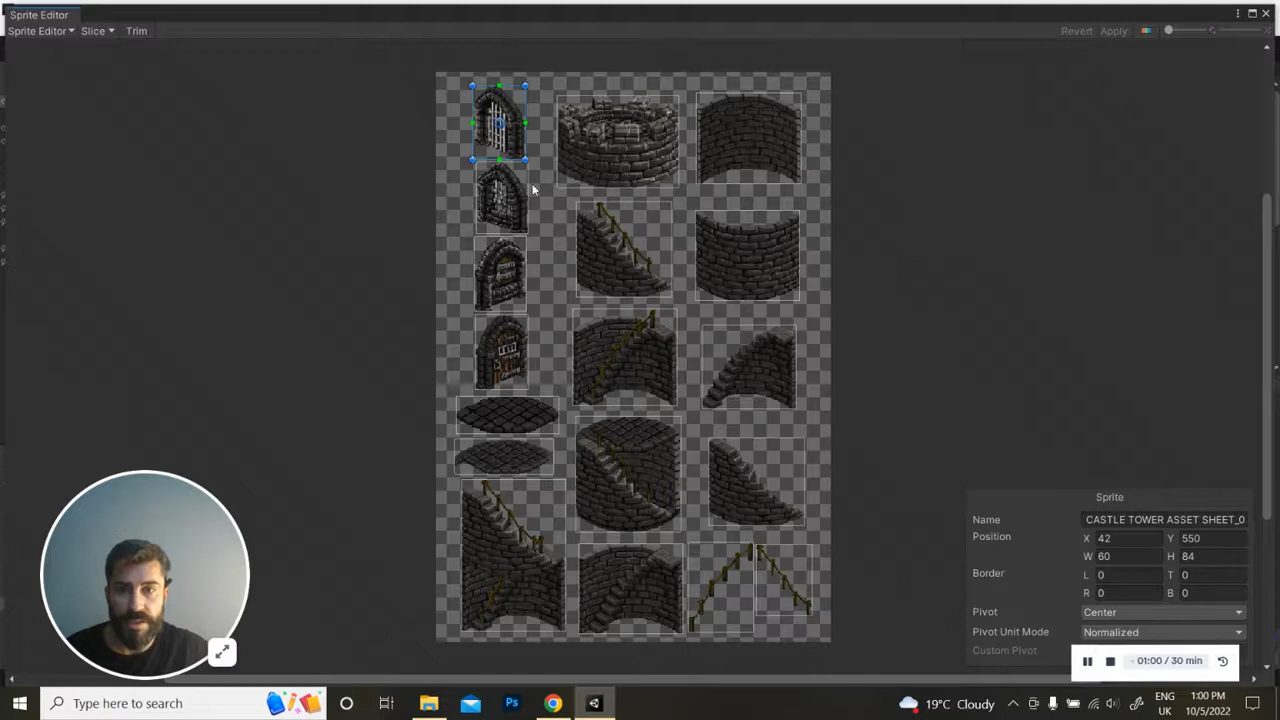 Sprite Editor
Sprite Editor Slice Trim Revert Apply
Sprite
Name CASTLE TOWER ASSET SHEET_0
Position X 42 Y 550
W 60 H 84
Border L 0 T 0
R 0 B 0
Pivot Center
Pivot Unit Mode Normalized
Custom Pivot
01:00 / 30 min
Type here to search Ps 19°C Cloudy ENG 1:00 PM
UK 10/5/2022